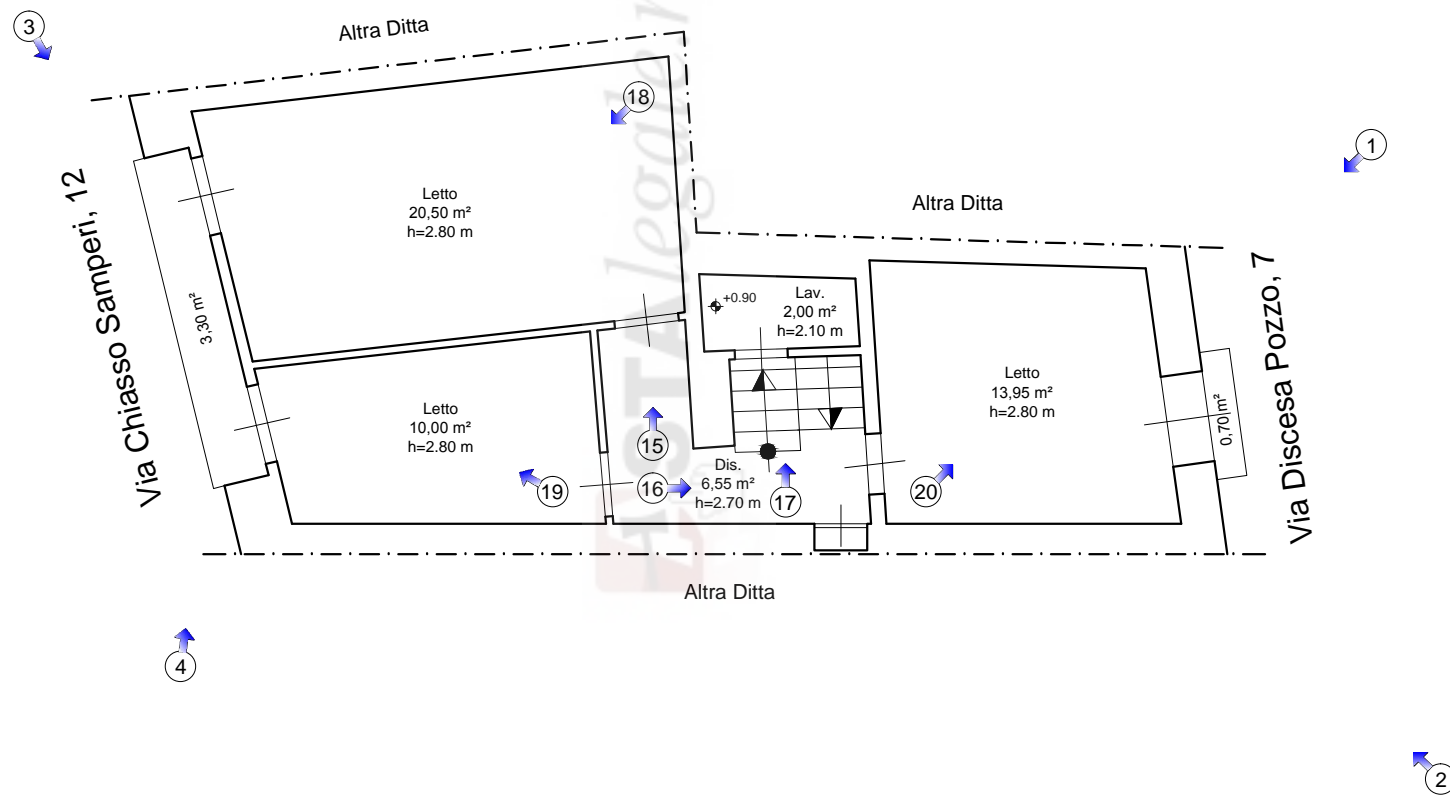 3
Altra Ditta
18
1
Via Chiasso Samperi, 12
Letto
20,50 m²
h=2.80 m
Altra Ditta
3,30 m²
+0.90
Lav.
2,00 m²
h=2.10 m
Via Discesa Pozzo, 7
Letto
13,95 m²
h=2.80 m
0,70 m²
Letto
10,00 m²
h=2.80 m
15
Dis.
6,55 m²
h=2.70 m
16
17
19
20
Altra Ditta
4
2